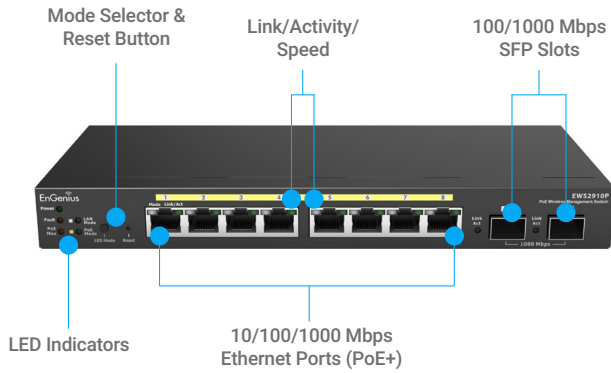 Mode Selector &
Reset Button
Link/Activity/
Speed
100/1000 Mbps
SFP Slots
EnGenius
Power
Fault
LAN
Mode
PoE
Max
PoE
Mode
LED Mode
Reset
1 2 3 4 5 6 7 8
Mode Link/Act
EWS2910P
PoE Wireless Management Switch
Link
Act
Link
Act
1000 Mbps
LED Indicators
10/100/1000 Mbps
Ethernet Ports (PoE+)